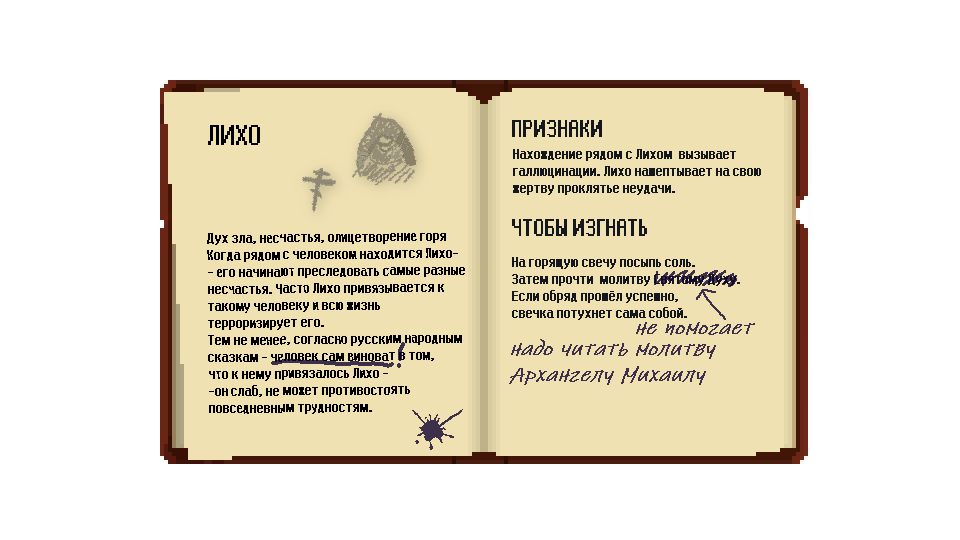 ЛИХО
Дух зла, несчастья, олицетворение горя
Когда рядом с человеком находится Лихо-
- его начинают преследовать самые разные
несчастья. Часто Лихо привязывается к
такому человеку и всю жизнь
терроризирует его.
Тем не менее, согласно русским народным
сказкам - человек сам виноват в том,
что к нему привязалось Лихо -
-он слаб, не может противостоять
повседневным трудностям.
ПРИЗНАКИ
Нахождение рядом с Лихом вызывает
галлюцинации. Лихо нашептывает на свою
жертву проклятье неудачи.
ЧТОБЫ ИЗГНАТЬ
На горящую свечу посыпь соль.
Затем прочти молитву
Если обряд прошёл успешно,
свечка потухнет сама собой.
не помогает
надо читать молитву
Архангелу Михаилу